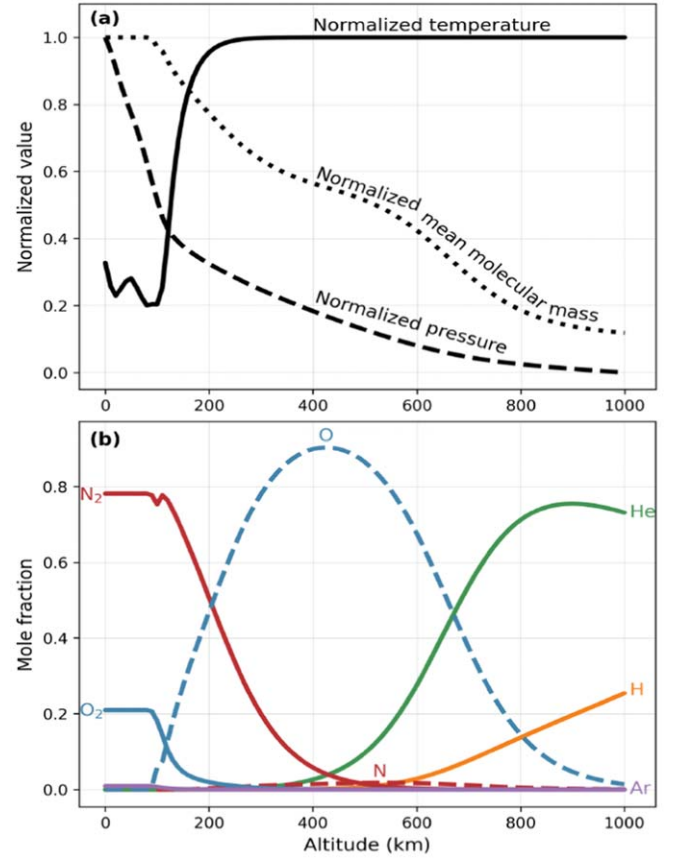 (a)
Normalized temperature
1.0
0.8
0.6
0.4
0.2
0.0
Normalized value
Normalized mean molecular mass
Normalized pressure
0 200 400 600 800 1000
(b)
O
N₂
He
0.8
0.6
0.4
0.2
0.0
Mole fraction
O₂
H
N
Ar
0 200 400 600 800 1000
Altitude (km)